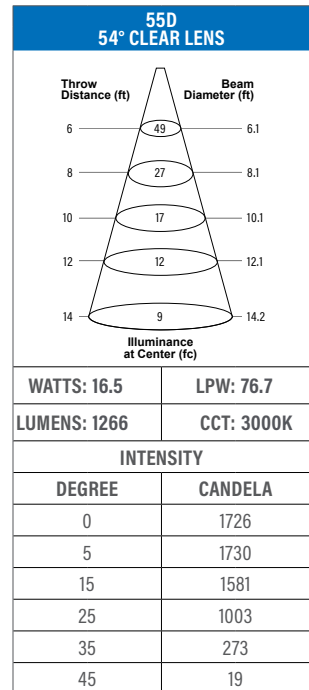 55D
54° CLEAR LENS
Throw Distance (ft)
Beam Diameter (ft)
6 49 6.1
8 27 8.1
10 17 10.1
12 12 12.1
14 9 14.2
Illuminance
at Center (fc)
WATTS: 16.5 LPW: 76.7
LUMENS: 1266 CCT: 3000K
INTENSITY
DEGREE CANDELA
0 1726
5 1730
15 1581
25 1003
35 273
45 19